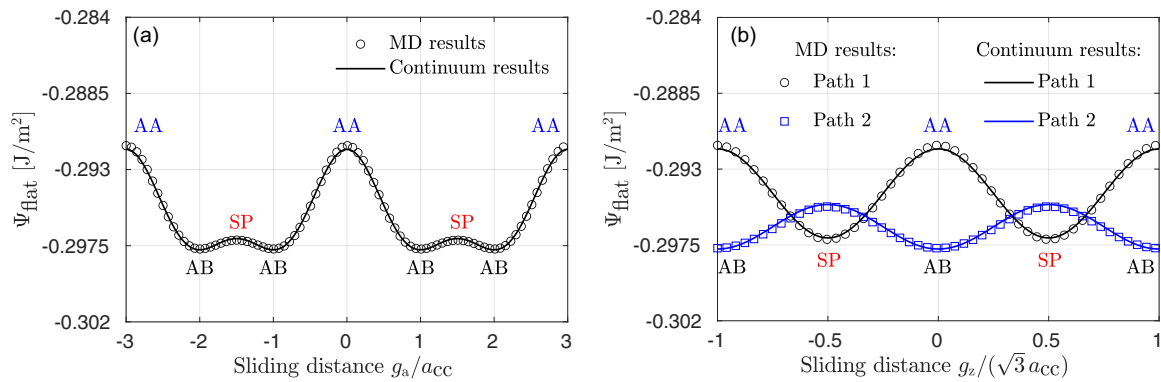 (a)
MD results
Continuum results
AA AA AA
SP SP
AB AB AB AB
-0.284
-0.2885
-0.293
-0.2975
-0.302
Ψflat [J/m²]
-3 -2 -1 0 1 2 3
Sliding distance gₐ/aCC
(b)
MD results: Continuum results:
Path 1 Path 1
Path 2 Path 2
AA AA AA
AB SP AB SP AB
-0.284
-0.2885
-0.293
-0.2975
-0.302
Ψflat [J/m²]
-1 -0.5 0 0.5 1
Sliding distance gz/(√3 aCC)